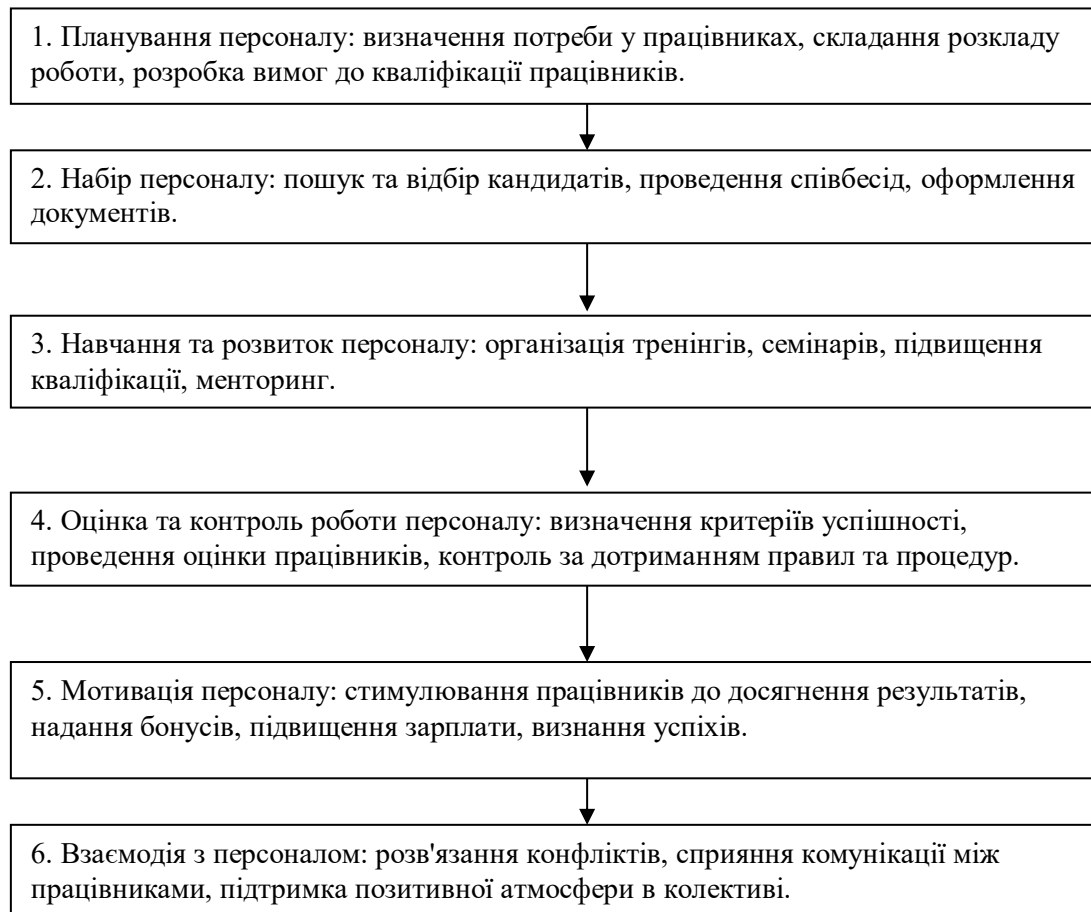 1. Планування персоналу: визначення потреби у працівниках, складання розкладу
роботи, розробка вимог до кваліфікації працівників.
2. Набір персоналу: пошук та відбір кандидатів, проведення співбесід, оформлення
документів.
3. Навчання та розвиток персоналу: організація тренінгів, семінарів, підвищення
кваліфікації, менторинг.
4. Оцінка та контроль роботи персоналу: визначення критеріїв успішності,
проведення оцінки працівників, контроль за дотриманням правил та процедур.
5. Мотивація персоналу: стимулювання працівників до досягнення результатів,
надання бонусів, підвищення зарплати, визнання успіхів.
6. Взаємодія з персоналом: розв'язання конфліктів, сприяння комунікації між
працівниками, підтримка позитивної атмосфери в колективі.